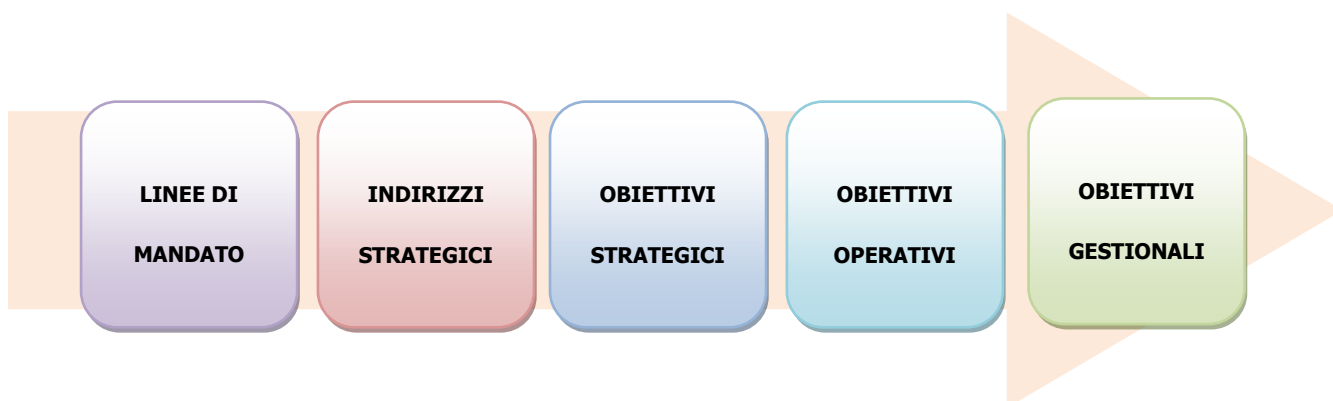 LINEE DI
MANDATO
INDIRIZZI
STRATEGICI
OBIETTIVI
STRATEGICI
OBIETTIVI
OPERATIVI
OBIETTIVI
GESTIONALI